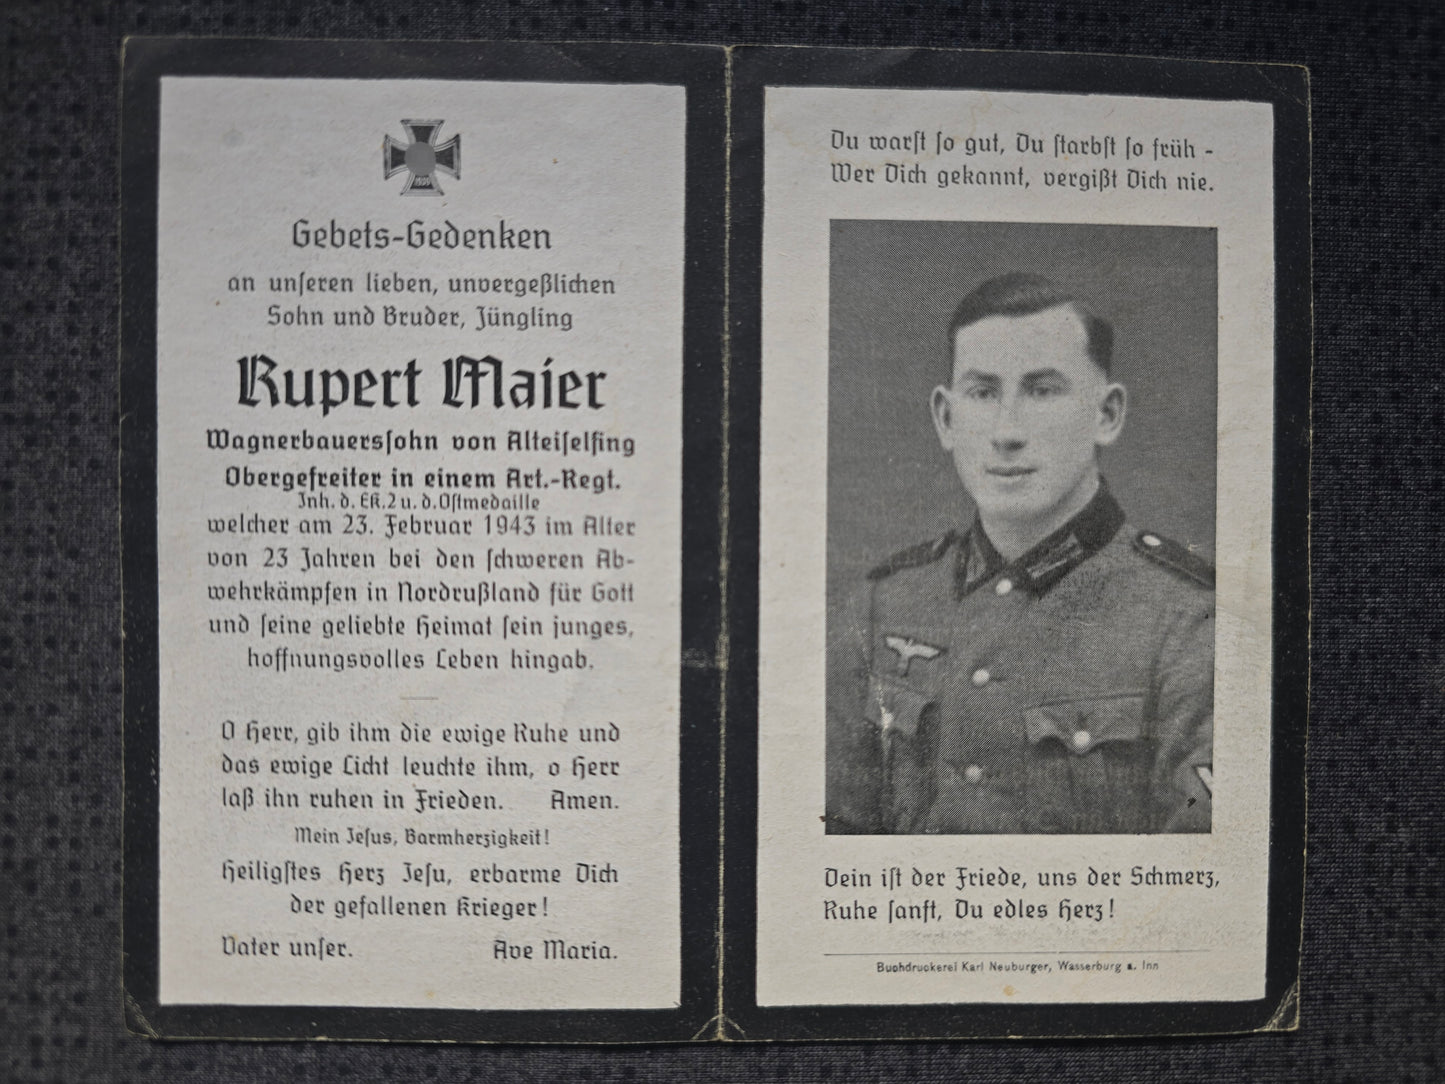 Gebets-Gedenken
an unſeren lieben, unvergeßlichen
Sohn und Bruder, Jüngling
Rupert Maier
Wagnerbauersſohn von Alteiſelfing
Obergefreiter in einem Art.-Regt.
Inh. d. EK.2 u. d. Oſtmedaille
welcher am 23. Februar 1943 im Alter
von 23 Jahren bei den ſchweren Ab-
wehrkämpfen in Nordrußland für Gott
und ſeine geliebte Heimat ſein junges,
hoffnungsvolles Leben hingab.
O Herr, gib ihm die ewige Ruhe und
das ewige Licht leuchte ihm, o Herr
laß ihn ruhen in Frieden. Amen.
Mein Jeſus, Barmherzigkeit!
Heiligſtes Herz Jeſu, erbarme Dich
der gefallenen Krieger!
Vater unſer. Ave Maria.
Du warſt ſo gut, Du ſtarbſt ſo früh -
Wer Dich gekannt, vergißt Dich nie.
Dein iſt der Friede, uns der Schmerz,
Ruhe ſanft, Du edles Herz!
Buchdruckerei Karl Neuburger, Wasserburg a. Inn